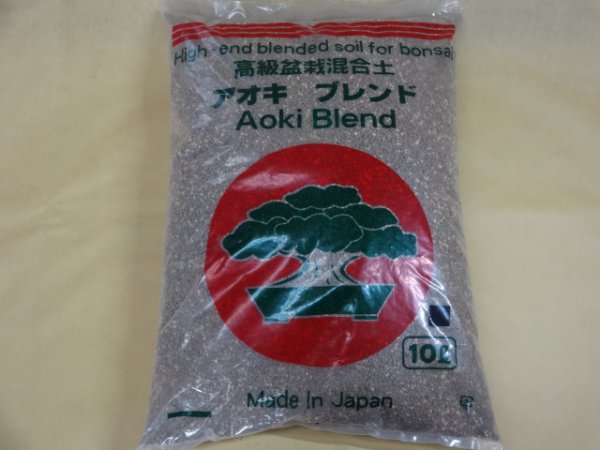 High-end blended soil for bonsai
高級盆栽混合土
アオキ ブレンド
Aoki Blend
10ℓ
Made In Japan